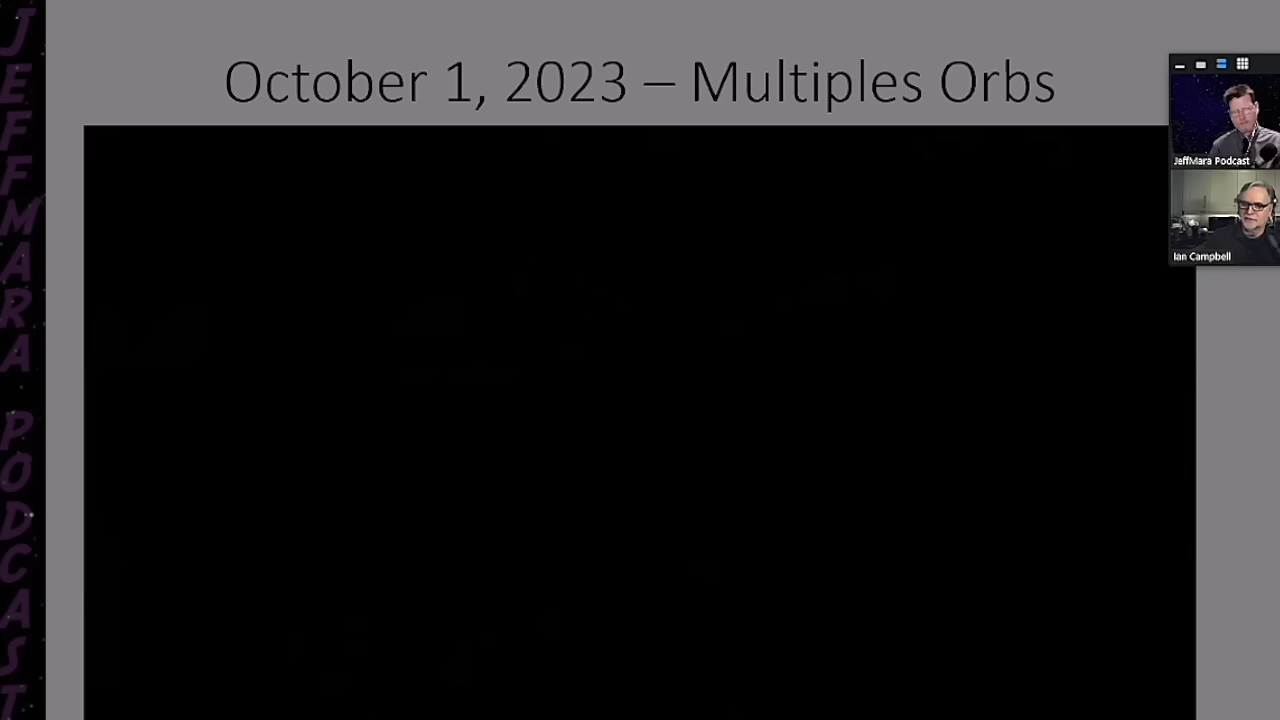 October 1, 2023 – Multiples Orbs
JeffMara Podcast
Ian Campbell
JEFFMARA PODCAST